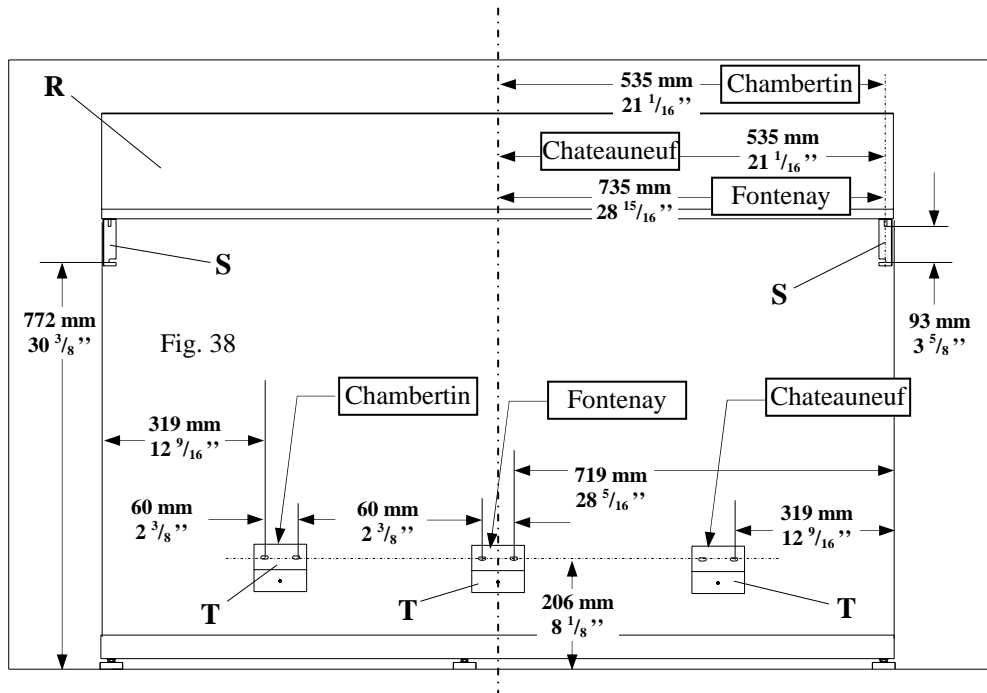 535 mm
21 1/16 ’’
Chambertin
R
Chateauneuf
535 mm
21 1/16 ’’
735 mm
28 15/16 ’’
Fontenay
S
S
772 mm
30 3/8 ’’
93 mm
3 5/8 ’’
Fig. 38
Chambertin
Fontenay
Chateauneuf
319 mm
12 9/16 ’’
719 mm
28 5/16 ’’
60 mm
2 3/8 ’’
60 mm
2 3/8 ’’
319 mm
12 9/16 ’’
T
T
206 mm
8 1/8 ’’
T